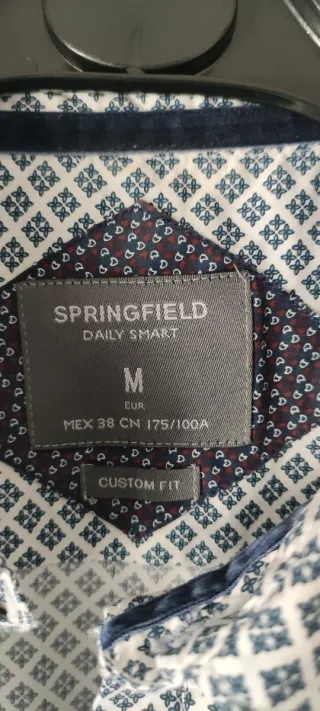 SPRINGFIELD
DAILY SMART
M
EUR
MEX 38 CN 175/100A
CUSTOM FIT